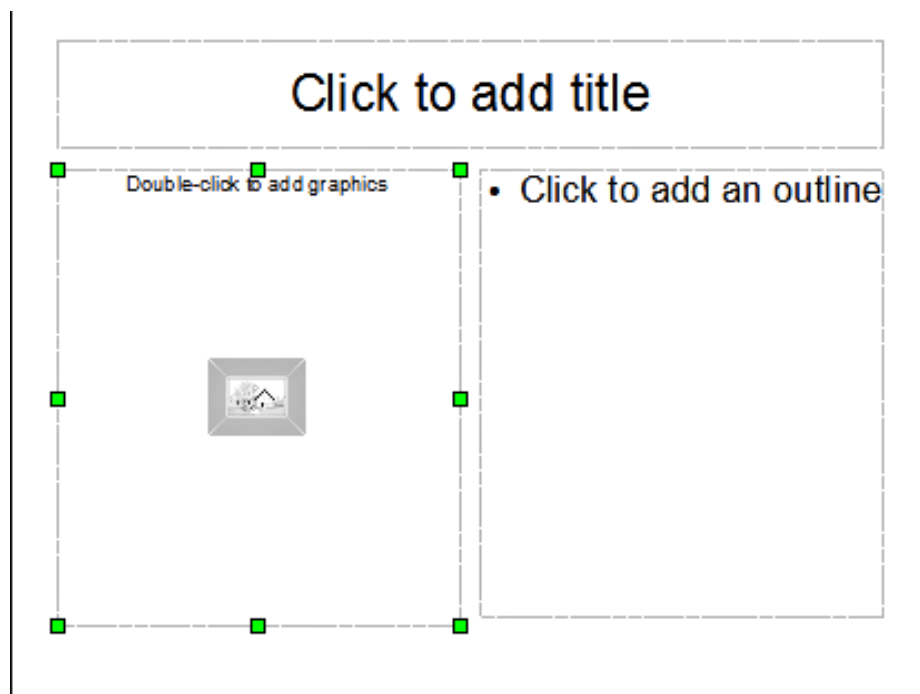 Click to add title
Double-click to add graphics
• Click to add an outline